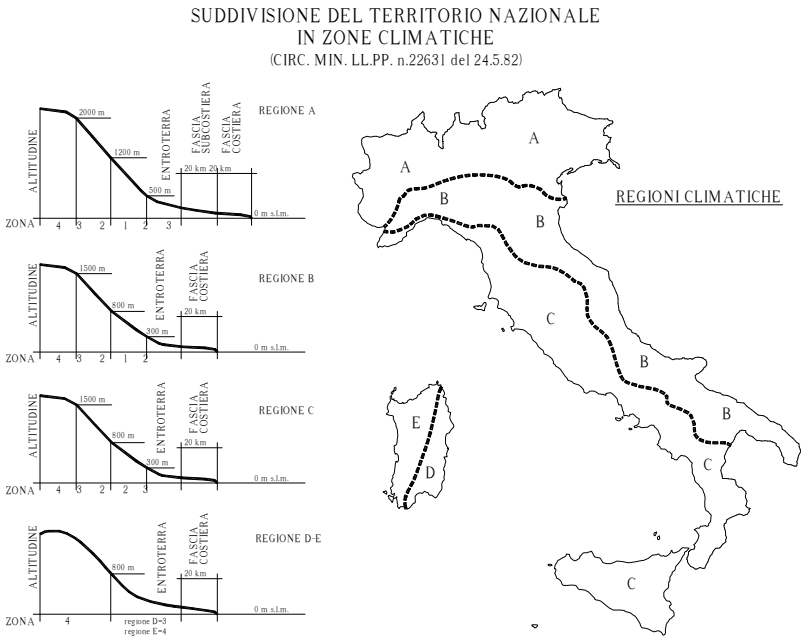 SUDDIVISIONE DEL TERRITORIO NAZIONALE
IN ZONE CLIMATICHE
(CIRC. MIN. LL.PP. n.22631 del 24.5.82)
REGIONE A
ALTITUDINE
2000 m
1200 m
500 m
ENTROTERRA
FASCIA
SUBCOSTIERA
FASCIA
COSTIERA
20 km 20 km
0 m s.l.m.
ZONA 4 3 2 1 2 3
REGIONE B
ALTITUDINE
1500 m
800 m
300 m
ENTROTERRA
FASCIA
COSTIERA
20 km
0 m s.l.m.
ZONA 4 3 2 1 2
REGIONE C
ALTITUDINE
1500 m
800 m
300 m
ENTROTERRA
FASCIA
COSTIERA
20 km
0 m s.l.m.
ZONA 4 3 2 2 3
REGIONE D-E
ALTITUDINE
800 m
ENTROTERRA
FASCIA
COSTIERA
20 km
0 m s.l.m.
ZONA 4 regione D=3
regione E=4
REGIONI CLIMATICHE
A
A
B
B
C
B
B
E
D
C
C